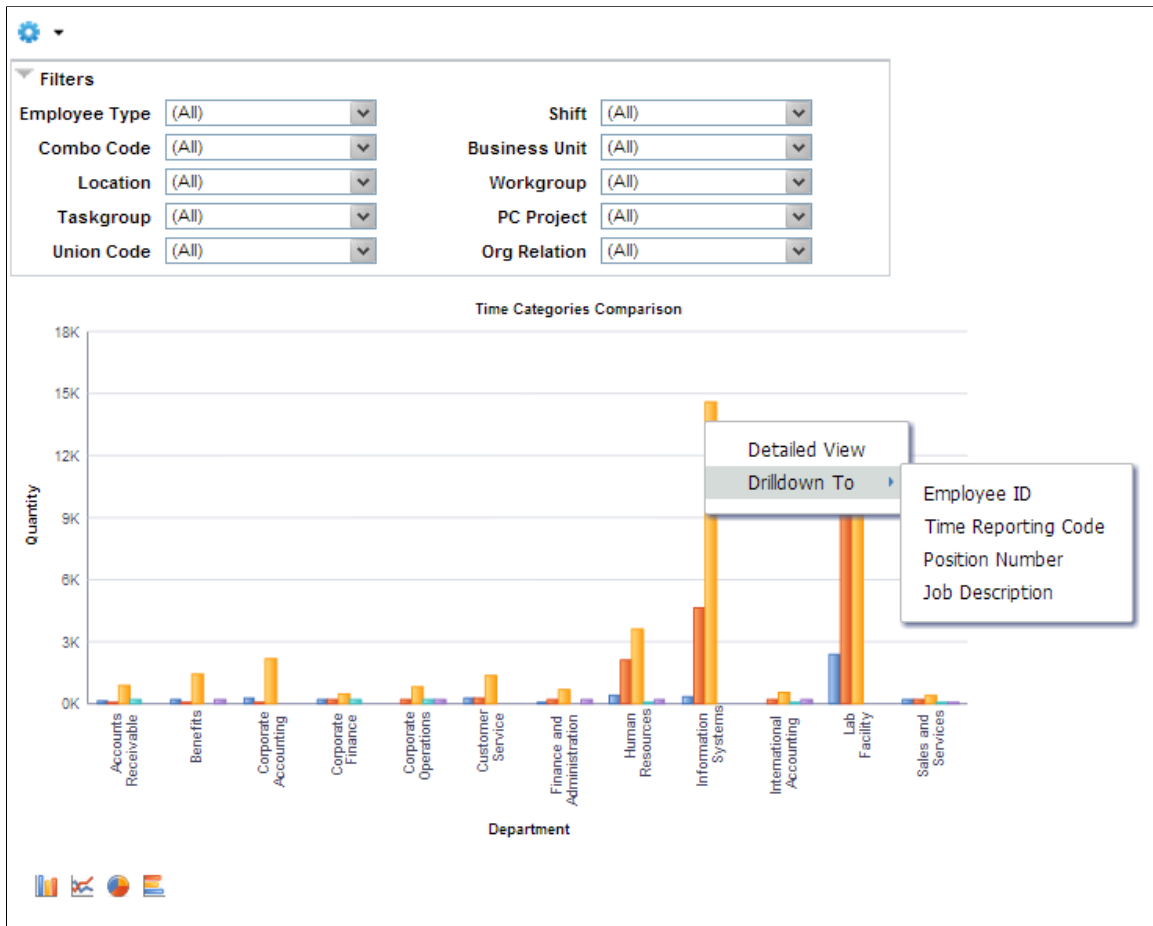 Filters
Employee Type (All) Shift (All)
Combo Code (All) Business Unit (All)
Location (All) Workgroup (All)
Taskgroup (All) PC Project (All)
Union Code (All) Org Relation (All)
Time Categories Comparison
18K
15K
12K
9K
6K
3K
0K
Quantity
Detailed View
Drilldown To
Employee ID
Time Reporting Code
Position Number
Job Description
Accounts
Receivable
Benefits
Corporate
Accounting
Corporate
Finance
Corporate
Operations
Customer
Service
Finance and
Administration
Human
Resources
Information
Systems
International
Accounting
Lab
Facility
Sales and
Services
Department